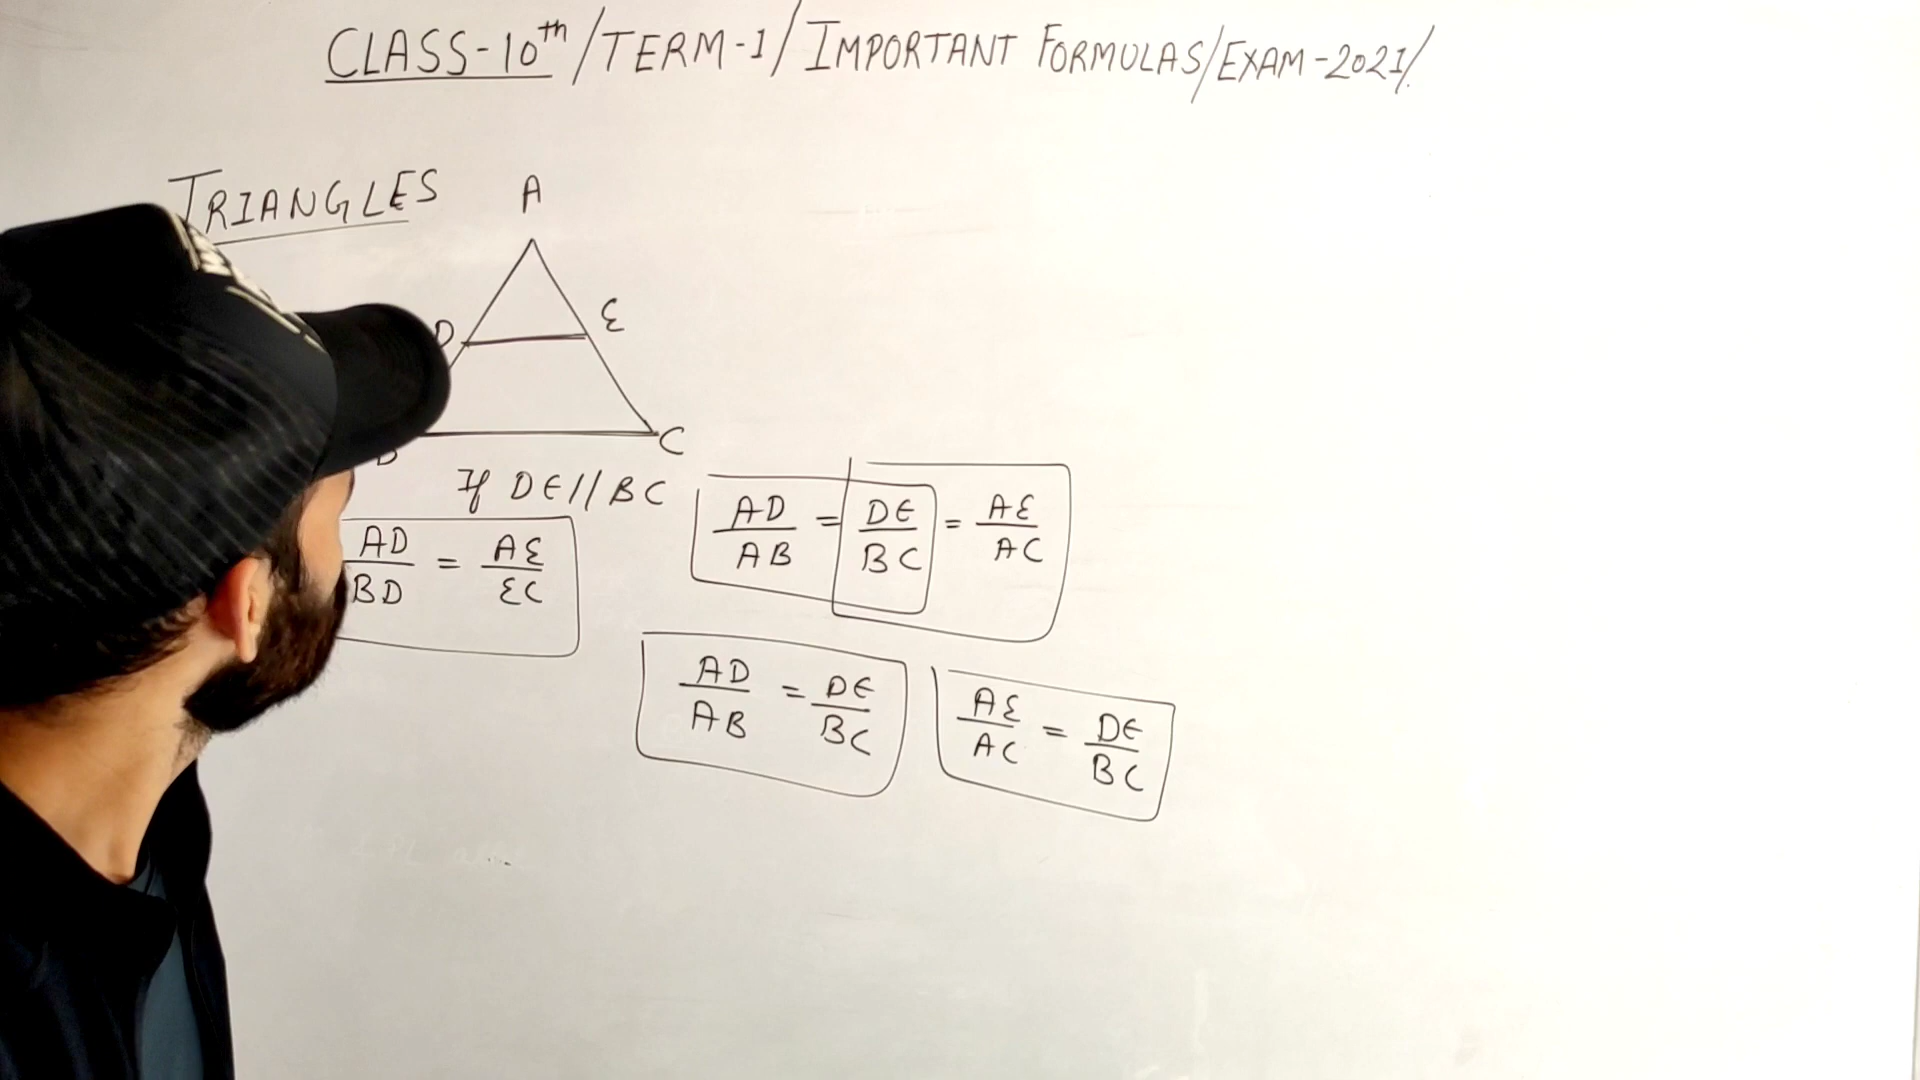 CLASS-10th/TERM-1/IMPORTANT FORMULAS/EXAM-2021/
TRIANGLES
A
D
E
B
C
If DE//BC
AD/BD = AE/EC
AD/AB = DE/BC = AE/AC
AD/AB = DE/BC
AE/AC = DE/BC